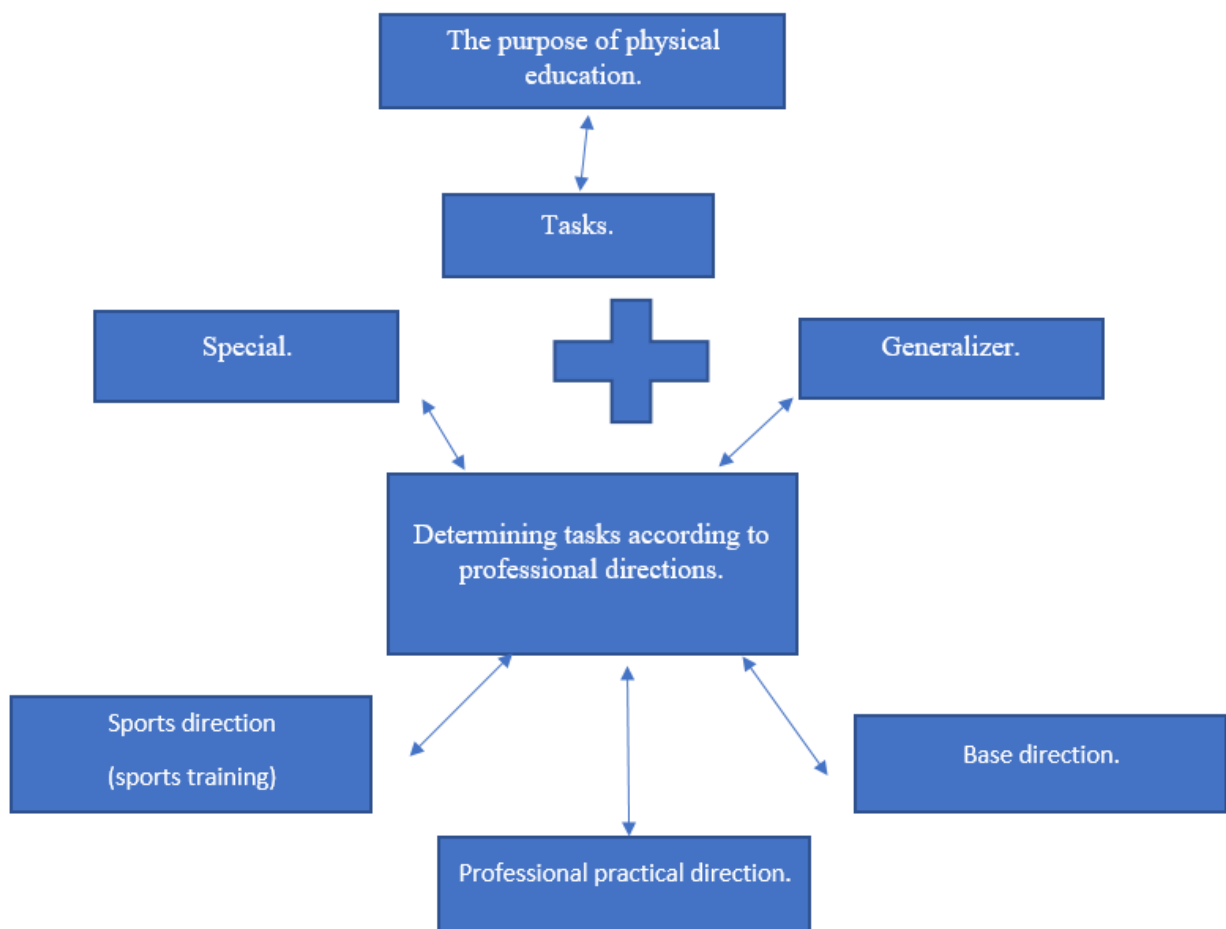 The purpose of physical
education.
Tasks.
Special.
Generalizer.
Determining tasks according to
professional directions.
Sports direction
(sports training)
Base direction.
Professional practical direction.